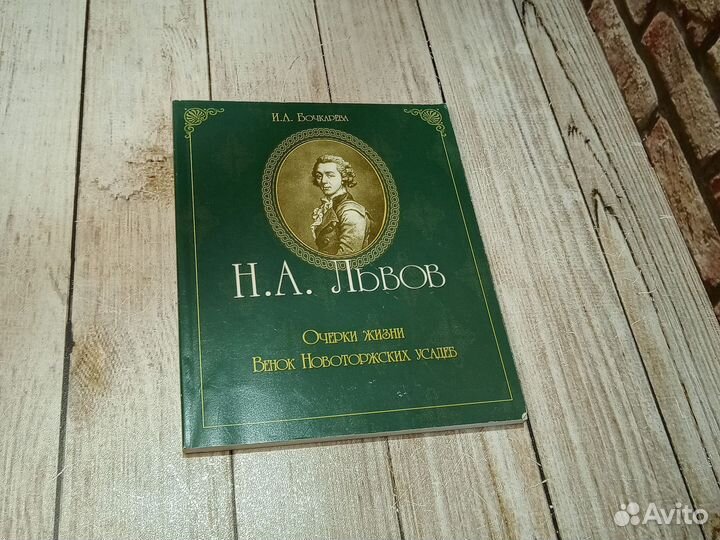 И.А. Бочкарева
Н.А. Львов
Очерки жизни
Венок Новоторжских усадеб
Avito